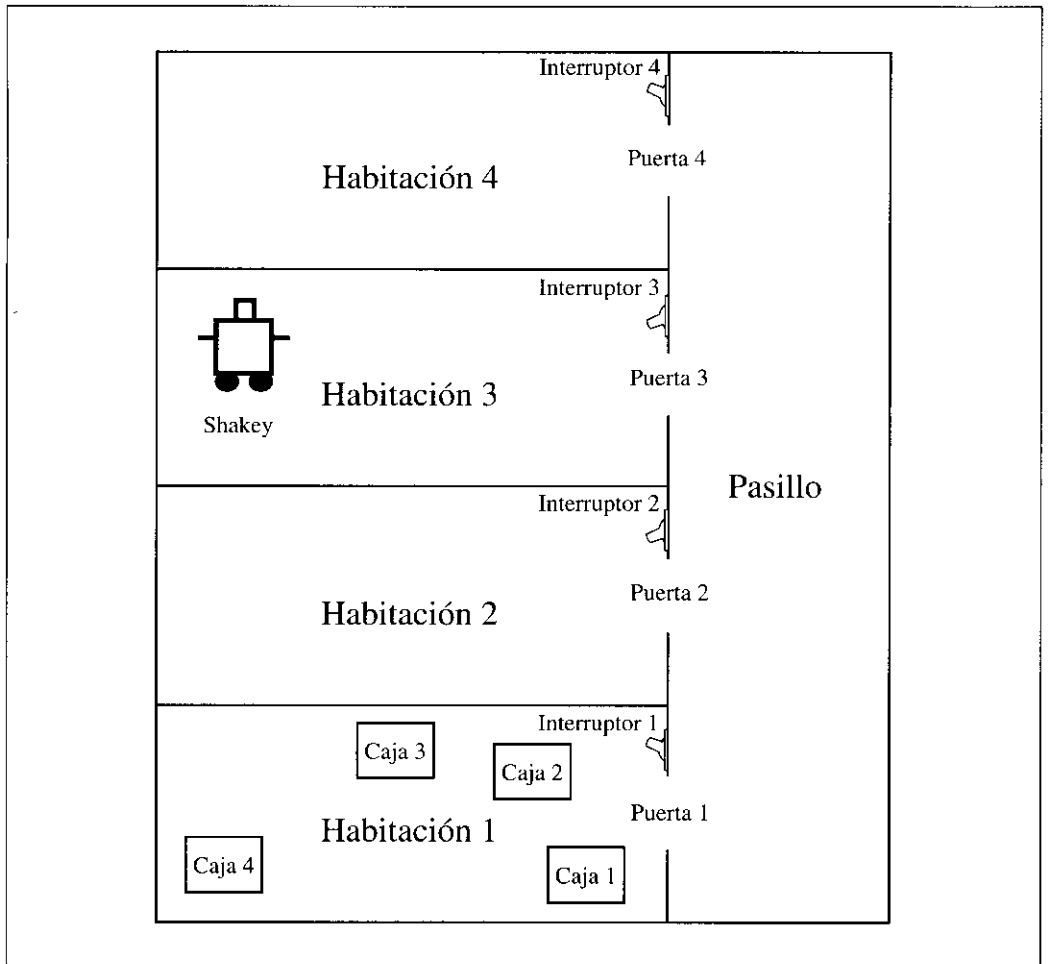 Interruptor 4
Puerta 4
Habitación 4
Interruptor 3
Puerta 3
Habitación 3
Shakey
Pasillo
Interruptor 2
Puerta 2
Habitación 2
Interruptor 1
Caja 3
Caja 2
Puerta 1
Habitación 1
Caja 4
Caja 1